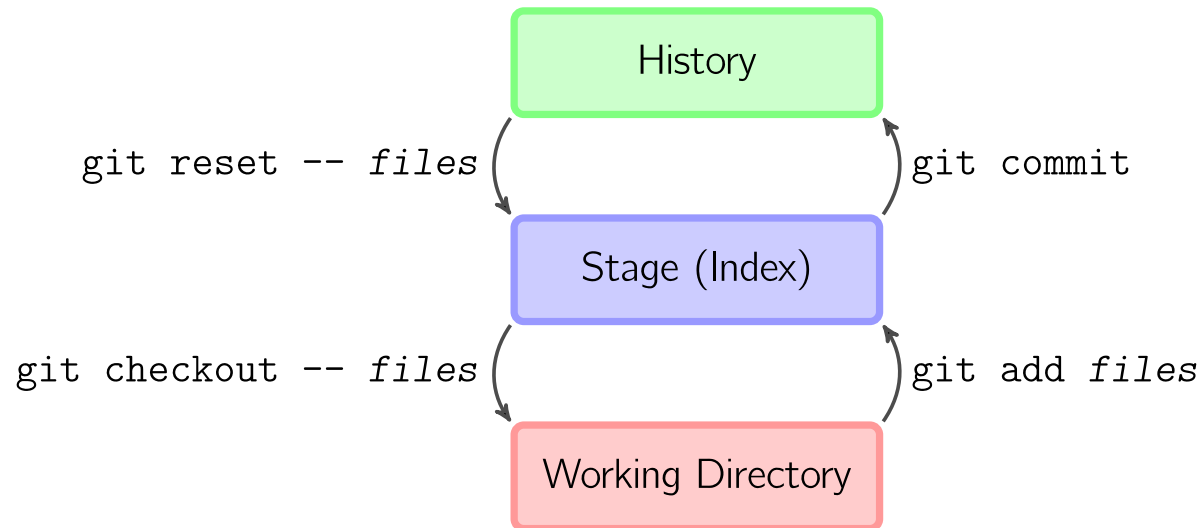 History
git reset -- files
git commit
Stage (Index)
git checkout -- files
git add files
Working Directory